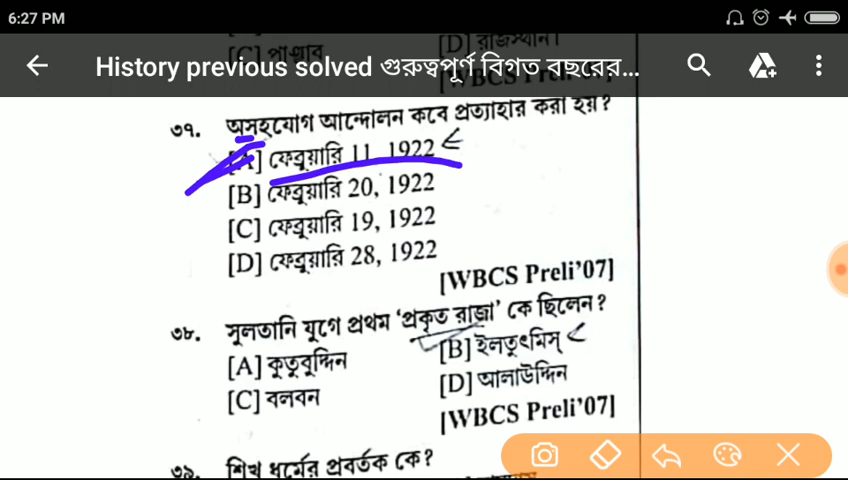 6:27 PM
[C] পাঞ্জাব
[D] রাজস্থান।
History previous solved গুরুত্বপূর্ণ বিগত বছরের...
৩৭. অসহযোগ আন্দোলন কবে প্রত্যাহার করা হয়?
[A] ফেব্রুয়ারি 11, 1922
[B] ফেব্রুয়ারি 20, 1922
[C] ফেব্রুয়ারি 19, 1922
[D] ফেব্রুয়ারি 28, 1922
[WBCS Preli'07]
৩৮. সুলতানি যুগে প্রথম 'প্রকৃত রাজা' কে ছিলেন?
[A] কুতুবুদ্দিন
[B] ইলতুৎমিস্
[C] বলবন
[D] আলাউদ্দিন
[WBCS Preli'07]
৩৯. শিখ ধর্মের প্রবর্তক কে?